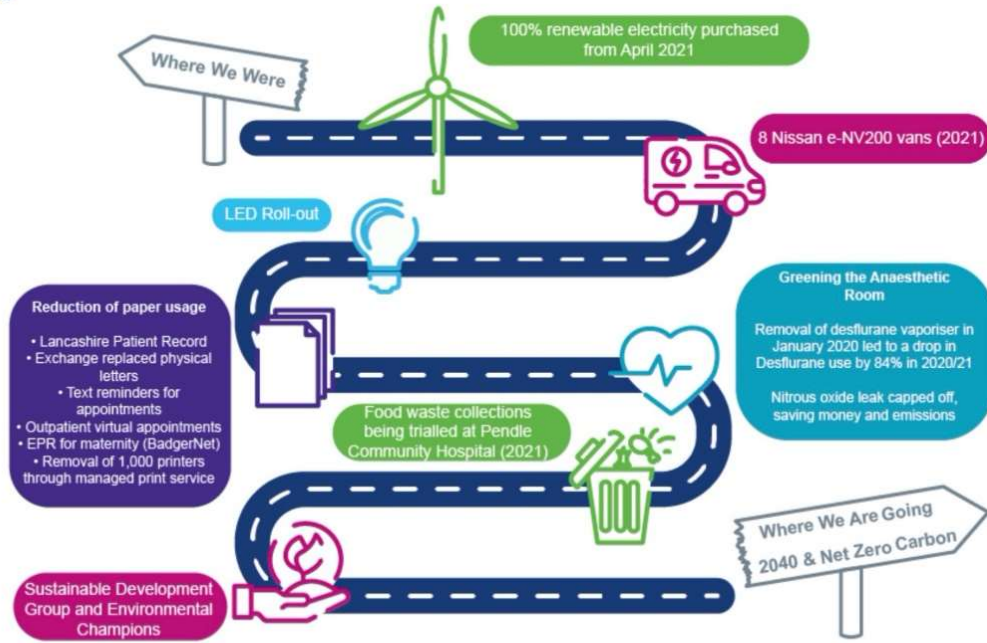 Where We Were
100% renewable electricity purchased
from April 2021
8 Nissan e-NV200 vans (2021)
LED Roll-out
Reduction of paper usage
• Lancashire Patient Record
• Exchange replaced physical
letters
• Text reminders for
appointments
• Outpatient virtual appointments
• EPR for maternity (BadgerNet)
• Removal of 1,000 printers
through managed print service
Greening the Anaesthetic
Room
Removal of desflurane vaporiser in
January 2020 led to a drop in
Desflurane use by 84% in 2020/21
Nitrous oxide leak capped off,
saving money and emissions
Food waste collections
being trialled at Pendle
Community Hospital (2021)
Sustainable Development
Group and Environmental
Champions
Where We Are Going
2040 & Net Zero Carbon